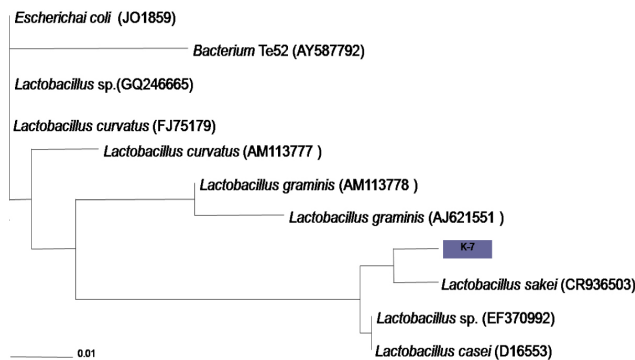 Escherichai coli (JO1859)
Bacterium Te52 (AY587792)
Lactobacillus sp.(GQ246665)
Lactobacillus curvatus (FJ75179)
Lactobacillus curvatus (AM113777 )
Lactobacillus graminis (AM113778 )
Lactobacillus graminis (AJ621551 )
K-7
Lactobacillus sakei (CR936503)
Lactobacillus sp. (EF370992)
Lactobacillus casei (D16553)
0.01